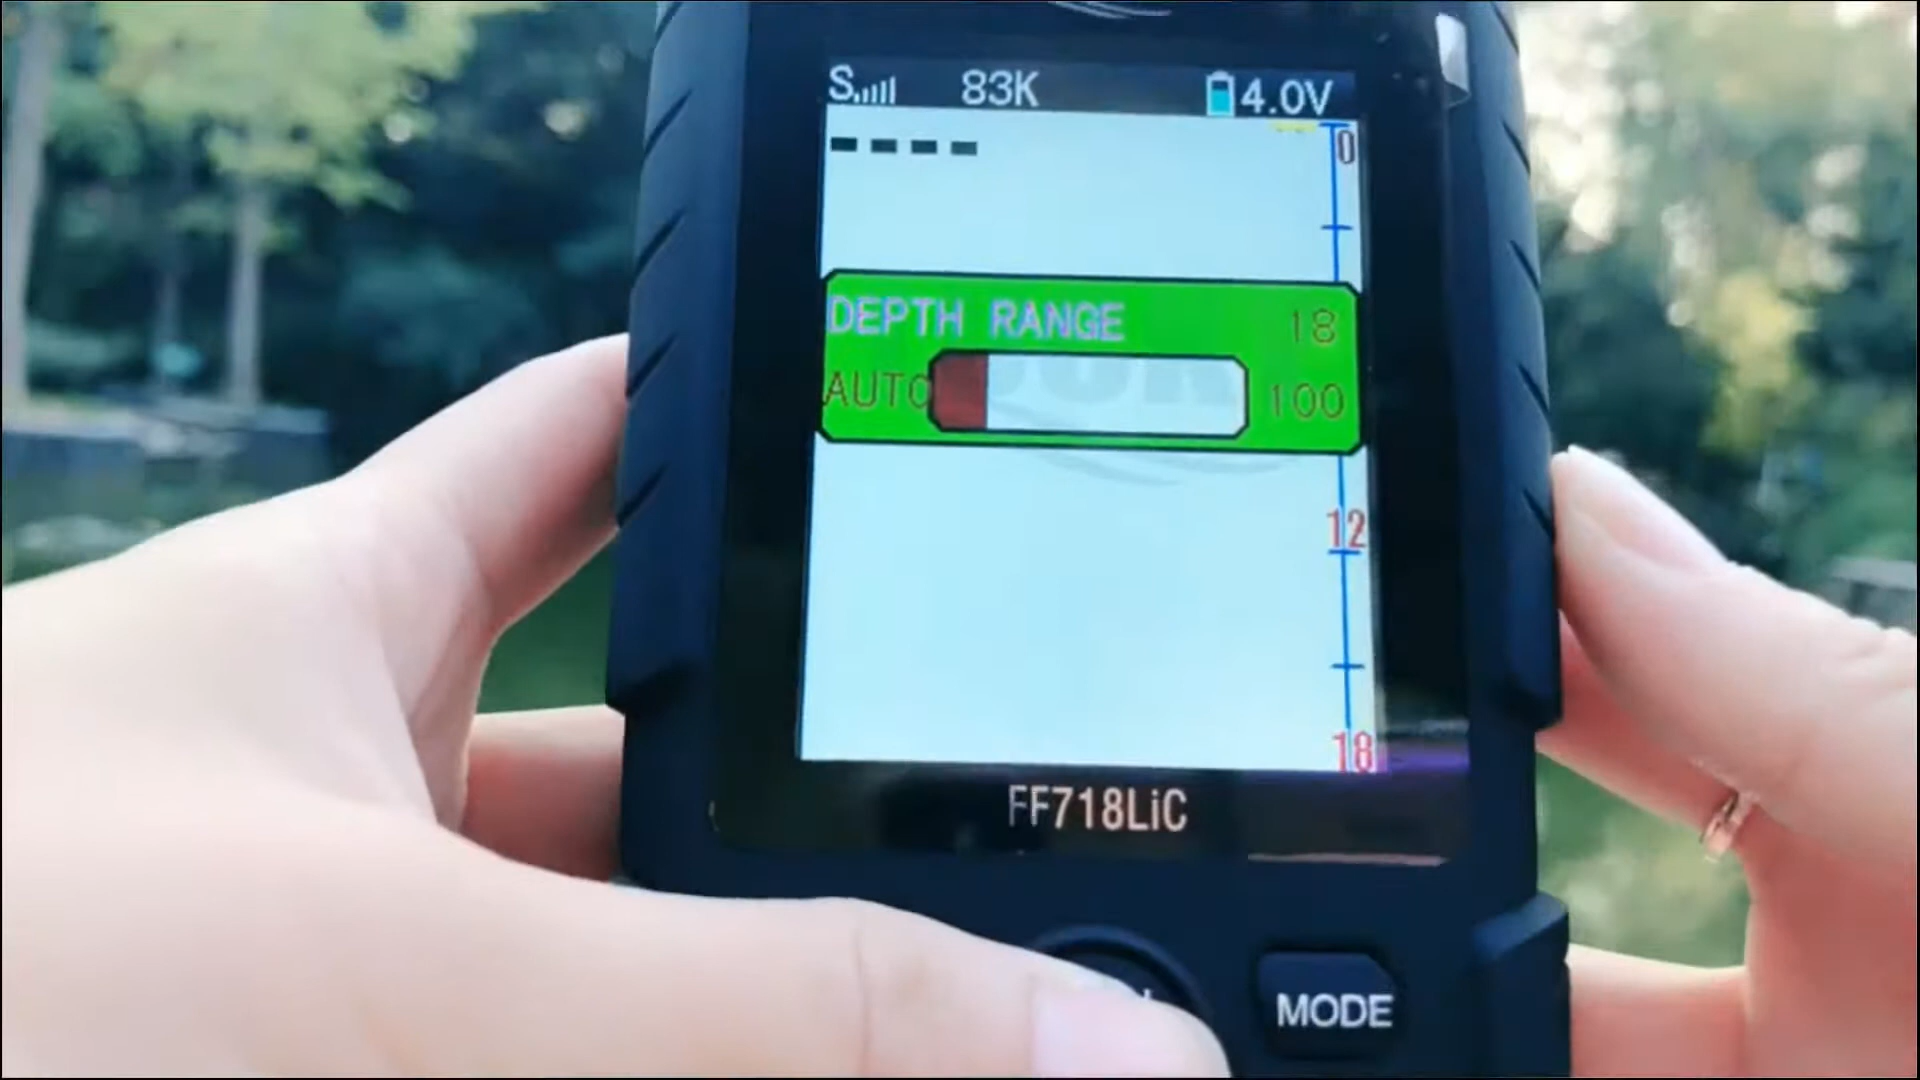 S 83K 4.0V
----
0
DEPTH RANGE 18
AUTO 100
12
18
FF718LiC
MODE